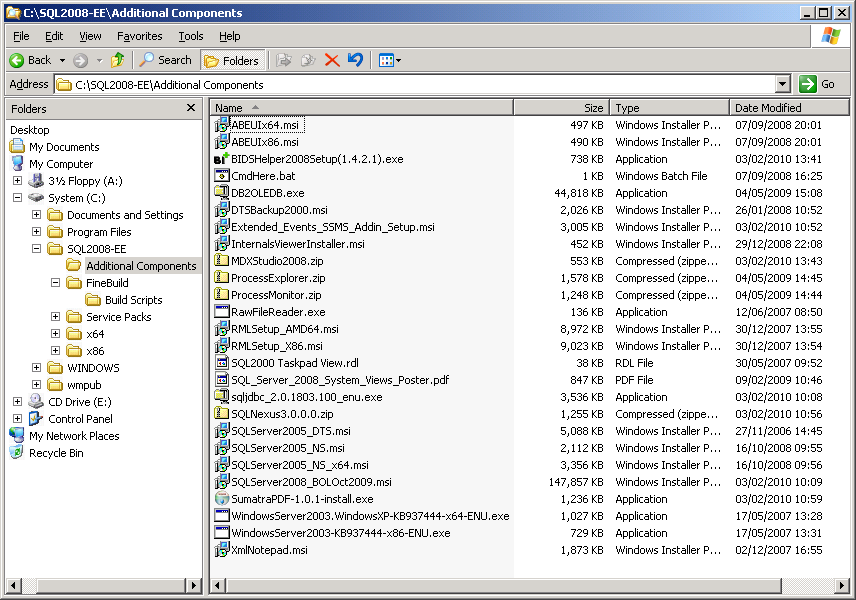 C:\SQL2008-EE\Additional Components
File Edit View Favorites Tools Help
Back Search Folders
Address C:\SQL2008-EE\Additional Components Go
Folders
Desktop
My Documents
My Computer
3½ Floppy (A:)
System (C:)
Documents and Settings
Program Files
SQL2008-EE
Additional Components
FineBuild
Build Scripts
Service Packs
x64
x86
WINDOWS
wmpub
CD Drive (E:)
Control Panel
My Network Places
Recycle Bin
Name Size Type Date Modified
ABEUIx64.msi 497 KB Windows Installer P... 07/09/2008 20:01
ABEUIx86.msi 490 KB Windows Installer P... 07/09/2008 20:01
BIDSHelper2008Setup(1.4.2.1).exe 738 KB Application 03/02/2010 13:41
CmdHere.bat 1 KB Windows Batch File 07/09/2008 16:25
DB2OLEDB.exe 44,818 KB Application 04/05/2009 15:08
DTSBackup2000.msi 2,026 KB Windows Installer P... 26/01/2008 10:52
Extended_Events_SSMS_Addin_Setup.msi 3,005 KB Windows Installer P... 03/02/2010 10:52
InternalsViewerInstaller.msi 452 KB Windows Installer P... 29/12/2008 22:08
MDXStudio2008.zip 553 KB Compressed (zippe... 03/02/2010 13:43
ProcessExplorer.zip 1,578 KB Compressed (zippe... 04/05/2009 14:45
ProcessMonitor.zip 1,248 KB Compressed (zippe... 04/05/2009 14:44
RawFileReader.exe 136 KB Application 12/06/2007 08:50
RMLSetup_AMD64.msi 8,972 KB Windows Installer P... 30/12/2007 13:55
RMLSetup_X86.msi 9,023 KB Windows Installer P... 30/12/2007 13:54
SQL2000 Taskpad View.rdl 38 KB RDL File 30/05/2007 09:52
SQL_Server_2008_System_Views_Poster.pdf 847 KB PDF File 09/02/2009 10:46
sqljdbc_2.0.1803.100_enu.exe 3,536 KB Application 03/02/2010 10:08
SQLNexus3.0.0.0.zip 1,255 KB Compressed (zippe... 03/02/2010 10:56
SQLServer2005_DTS.msi 5,088 KB Windows Installer P... 27/11/2006 14:45
SQLServer2005_NS.msi 2,112 KB Windows Installer P... 16/10/2008 09:55
SQLServer2005_NS_x64.msi 3,356 KB Windows Installer P... 16/10/2008 09:56
SQLServer2008_BOLOct2009.msi 147,857 KB Windows Installer P... 03/02/2010 10:09
SumatraPDF-1.0.1-install.exe 1,236 KB Application 03/02/2010 10:59
WindowsServer2003.WindowsXP-KB937444-x64-ENU.exe 1,027 KB Application 17/05/2007 13:28
WindowsServer2003-KB937444-x86-ENU.exe 729 KB Application 17/05/2007 13:31
XmlNotepad.msi 1,873 KB Windows Installer P... 02/12/2007 16:55